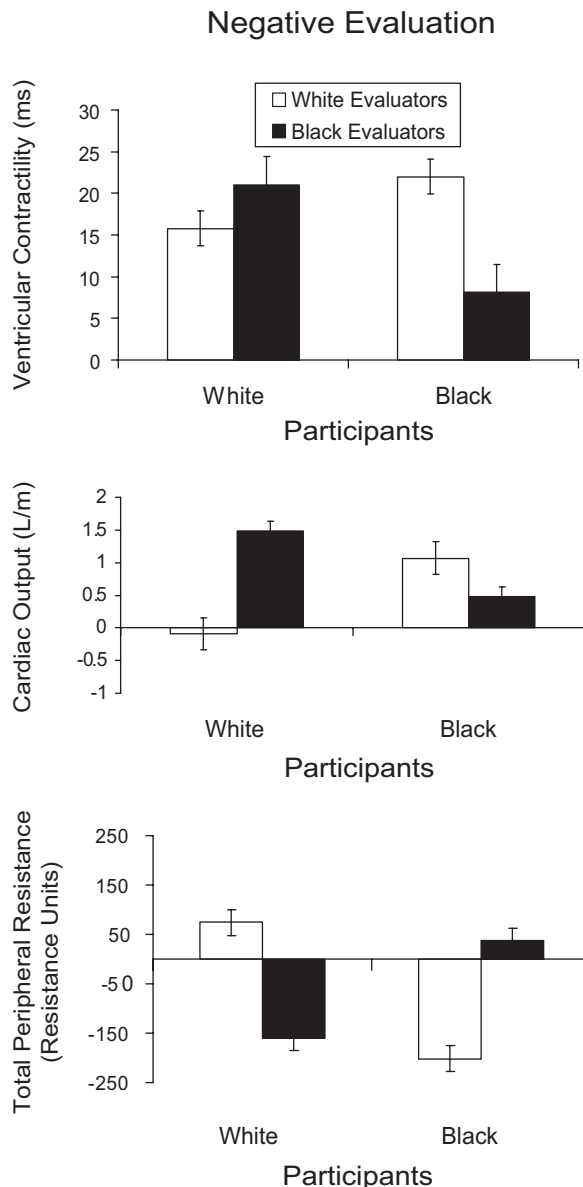 Negative Evaluation
White Evaluators
Black Evaluators
Ventricular Contractility (ms)
30
25
20
15
10
5
0
White
Black
Participants
Cardiac Output (L/m)
2
1.5
1
0.5
0
-0.5
-1
White
Black
Participants
Total Peripheral Resistance
(Resistance Units)
250
150
50
-50
-150
-250
White
Black
Participants